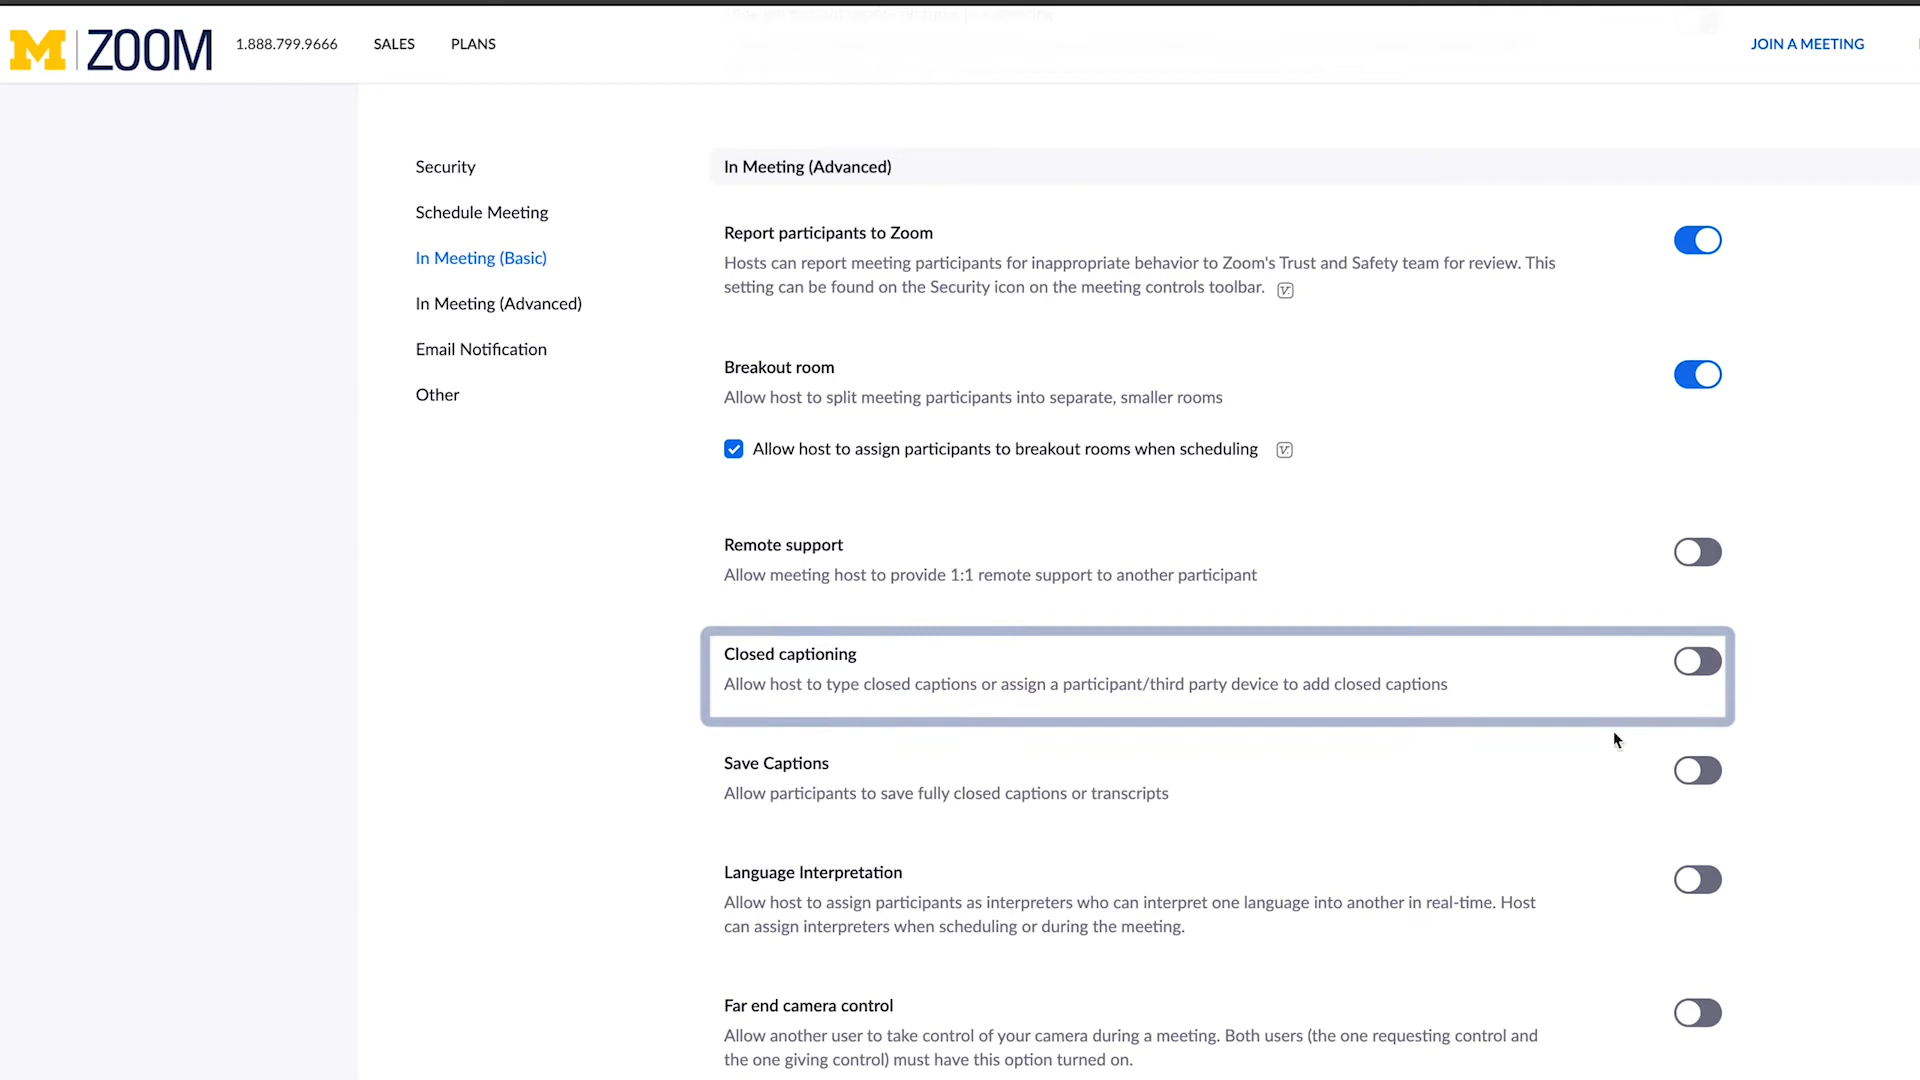 M ZOOM 1.888.799.9666 SALES PLANS JOIN A MEETING
Security
Schedule Meeting
In Meeting (Basic)
In Meeting (Advanced)
Email Notification
Other
In Meeting (Advanced)
Report participants to Zoom
Hosts can report meeting participants for inappropriate behavior to Zoom's Trust and Safety team for review. This
setting can be found on the Security icon on the meeting controls toolbar.
Breakout room
Allow host to split meeting participants into separate, smaller rooms
Allow host to assign participants to breakout rooms when scheduling
Remote support
Allow meeting host to provide 1:1 remote support to another participant
Closed captioning
Allow host to type closed captions or assign a participant/third party device to add closed captions
Save Captions
Allow participants to save fully closed captions or transcripts
Language Interpretation
Allow host to assign participants as interpreters who can interpret one language into another in real-time. Host
can assign interpreters when scheduling or during the meeting.
Far end camera control
Allow another user to take control of your camera during a meeting. Both users (the one requesting control and
the one giving control) must have this option turned on.